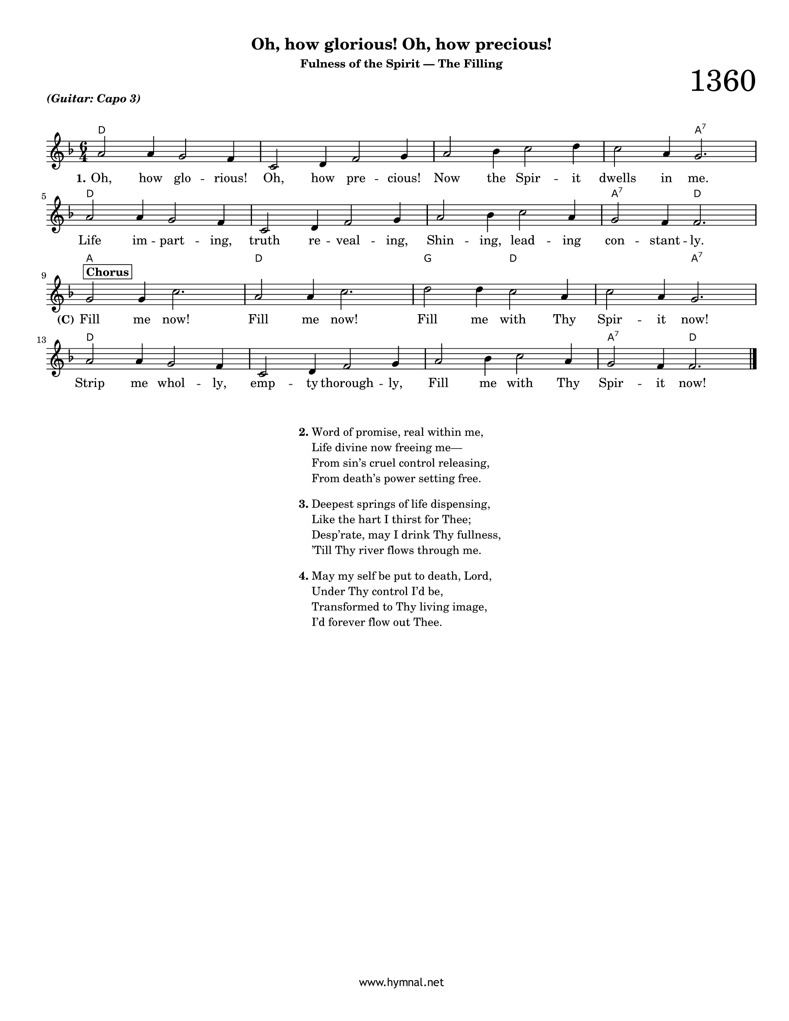 Oh, how glorious! Oh, how precious!
Fulness of the Spirit — The Filling
1360
(Guitar: Capo 3)
D A7
6 4
1. Oh, how glo - rious! Oh, how pre - cious! Now the Spir - it dwells in me.
5 D A7 D
Life im - part - ing, truth re - veal - ing, Shin - ing, lead - ing con - stant - ly.
A D G D A7
9 Chorus
(C) Fill me now! Fill me now! Fill me with Thy Spir - it now!
13 D A7 D
Strip me whol - ly, emp - ty thorough - ly, Fill me with Thy Spir - it now!
2. Word of promise, real within me,
Life divine now freeing me—
From sin's cruel control releasing,
From death's power setting free.
3. Deepest springs of life dispensing,
Like the hart I thirst for Thee;
Desp'rate, may I drink Thy fullness,
'Till Thy river flows through me.
4. May my self be put to death, Lord,
Under Thy control I'd be,
Transformed to Thy living image,
I'd forever flow out Thee.
www.hymnal.net